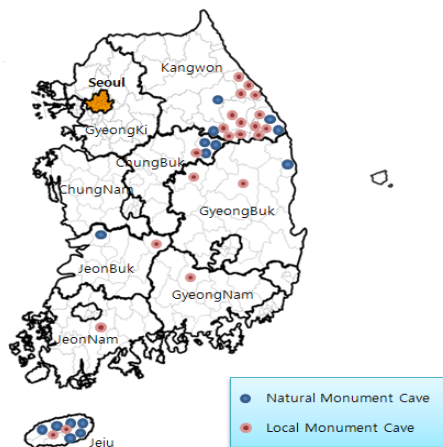 Kangwon
Seoul
GyeongKi
ChungBuk
ChungNam
GyeongBuk
JeonBuk
GyeongNam
JeonNam
Natural Monument Cave
Local Monument Cave
Jeju